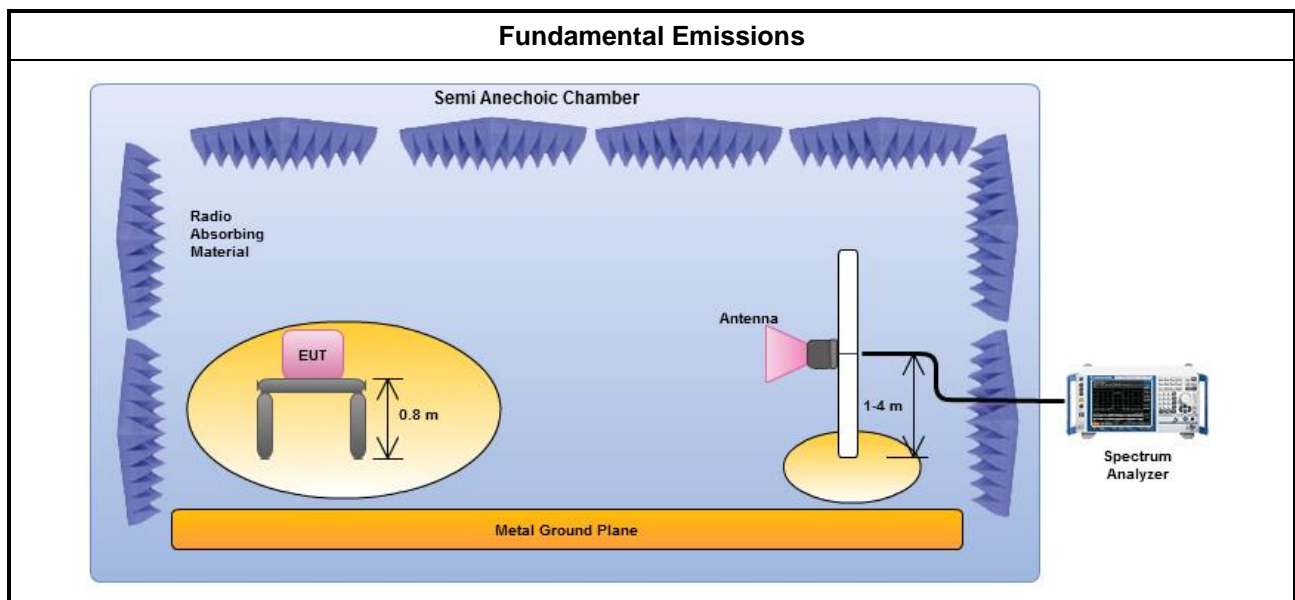 Fundamental Emissions
Semi Anechoic Chamber
Radio
Absorbing
Material
Antenna
EUT
0.8 m
1-4 m
Spectrum
Analyzer
Metal Ground Plane